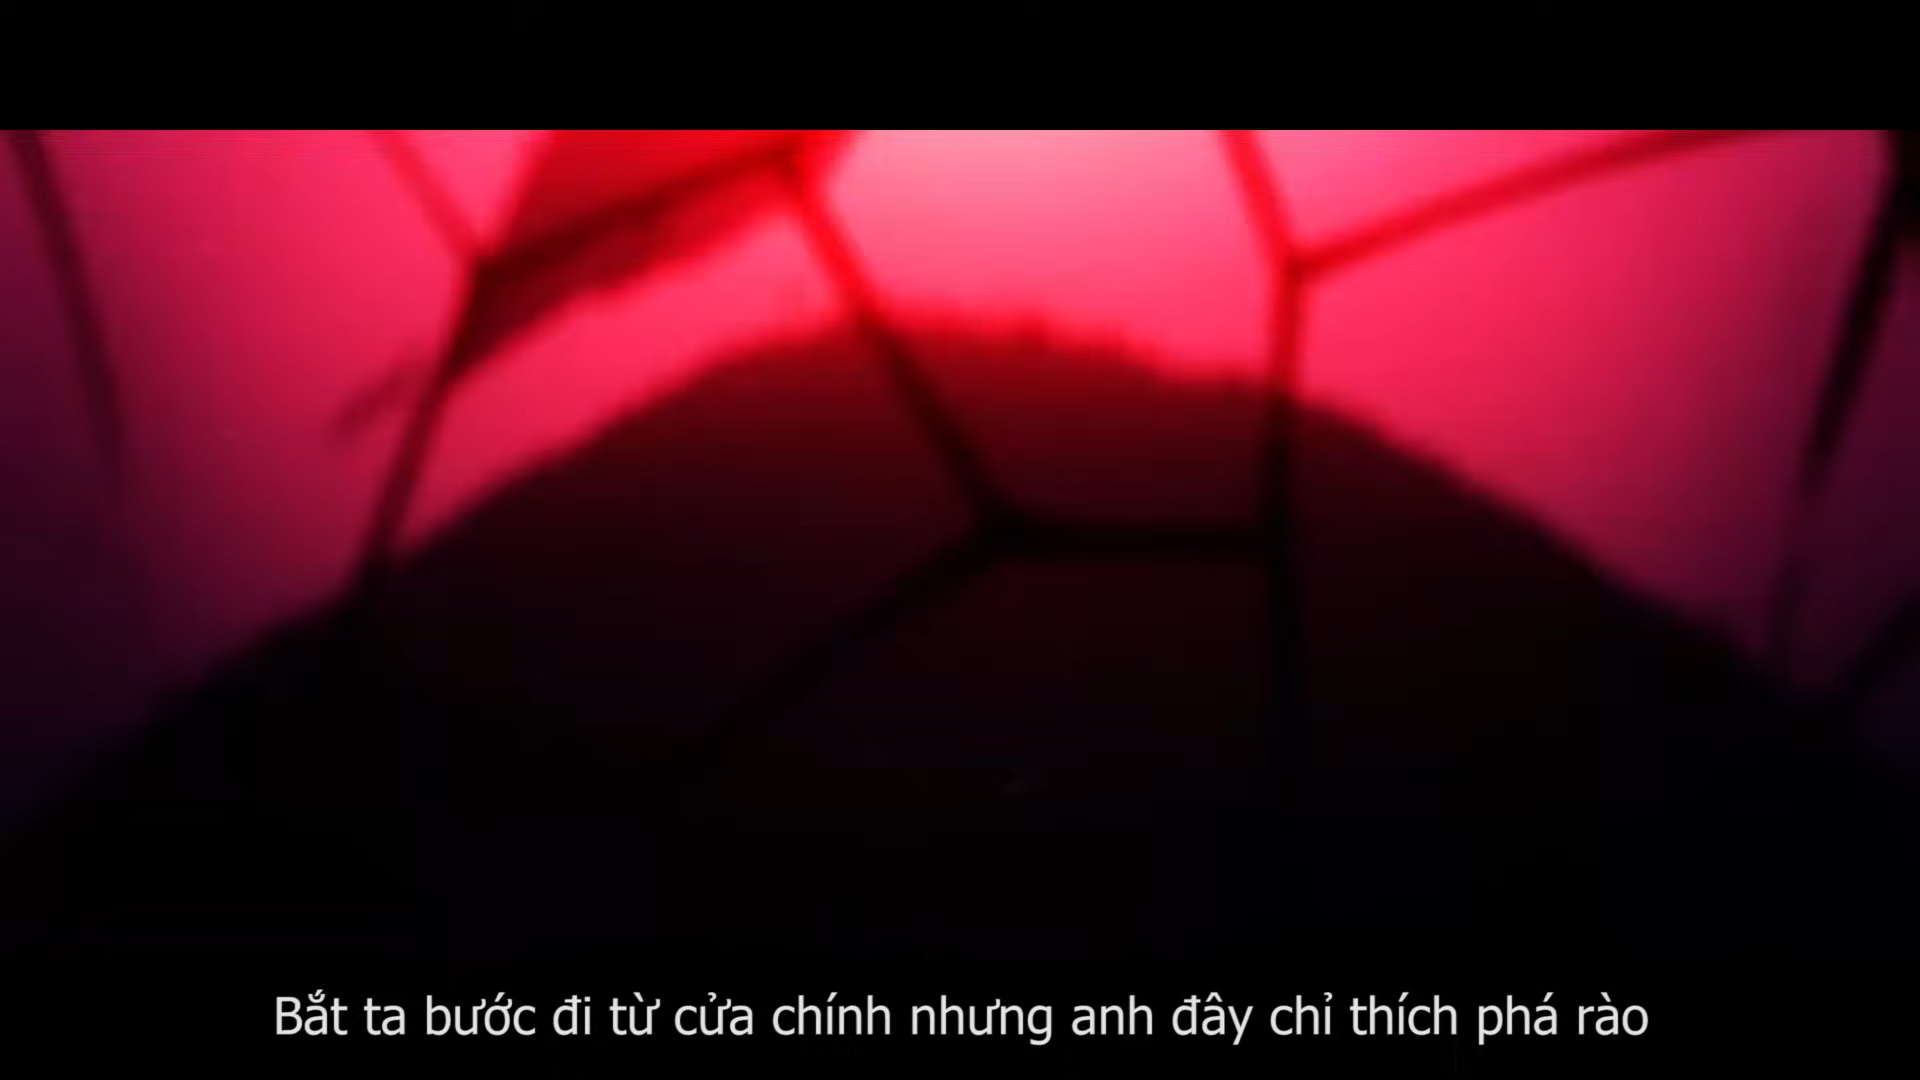 Bắt ta bước đi từ cửa chính nhưng anh đây chỉ thích phá rào